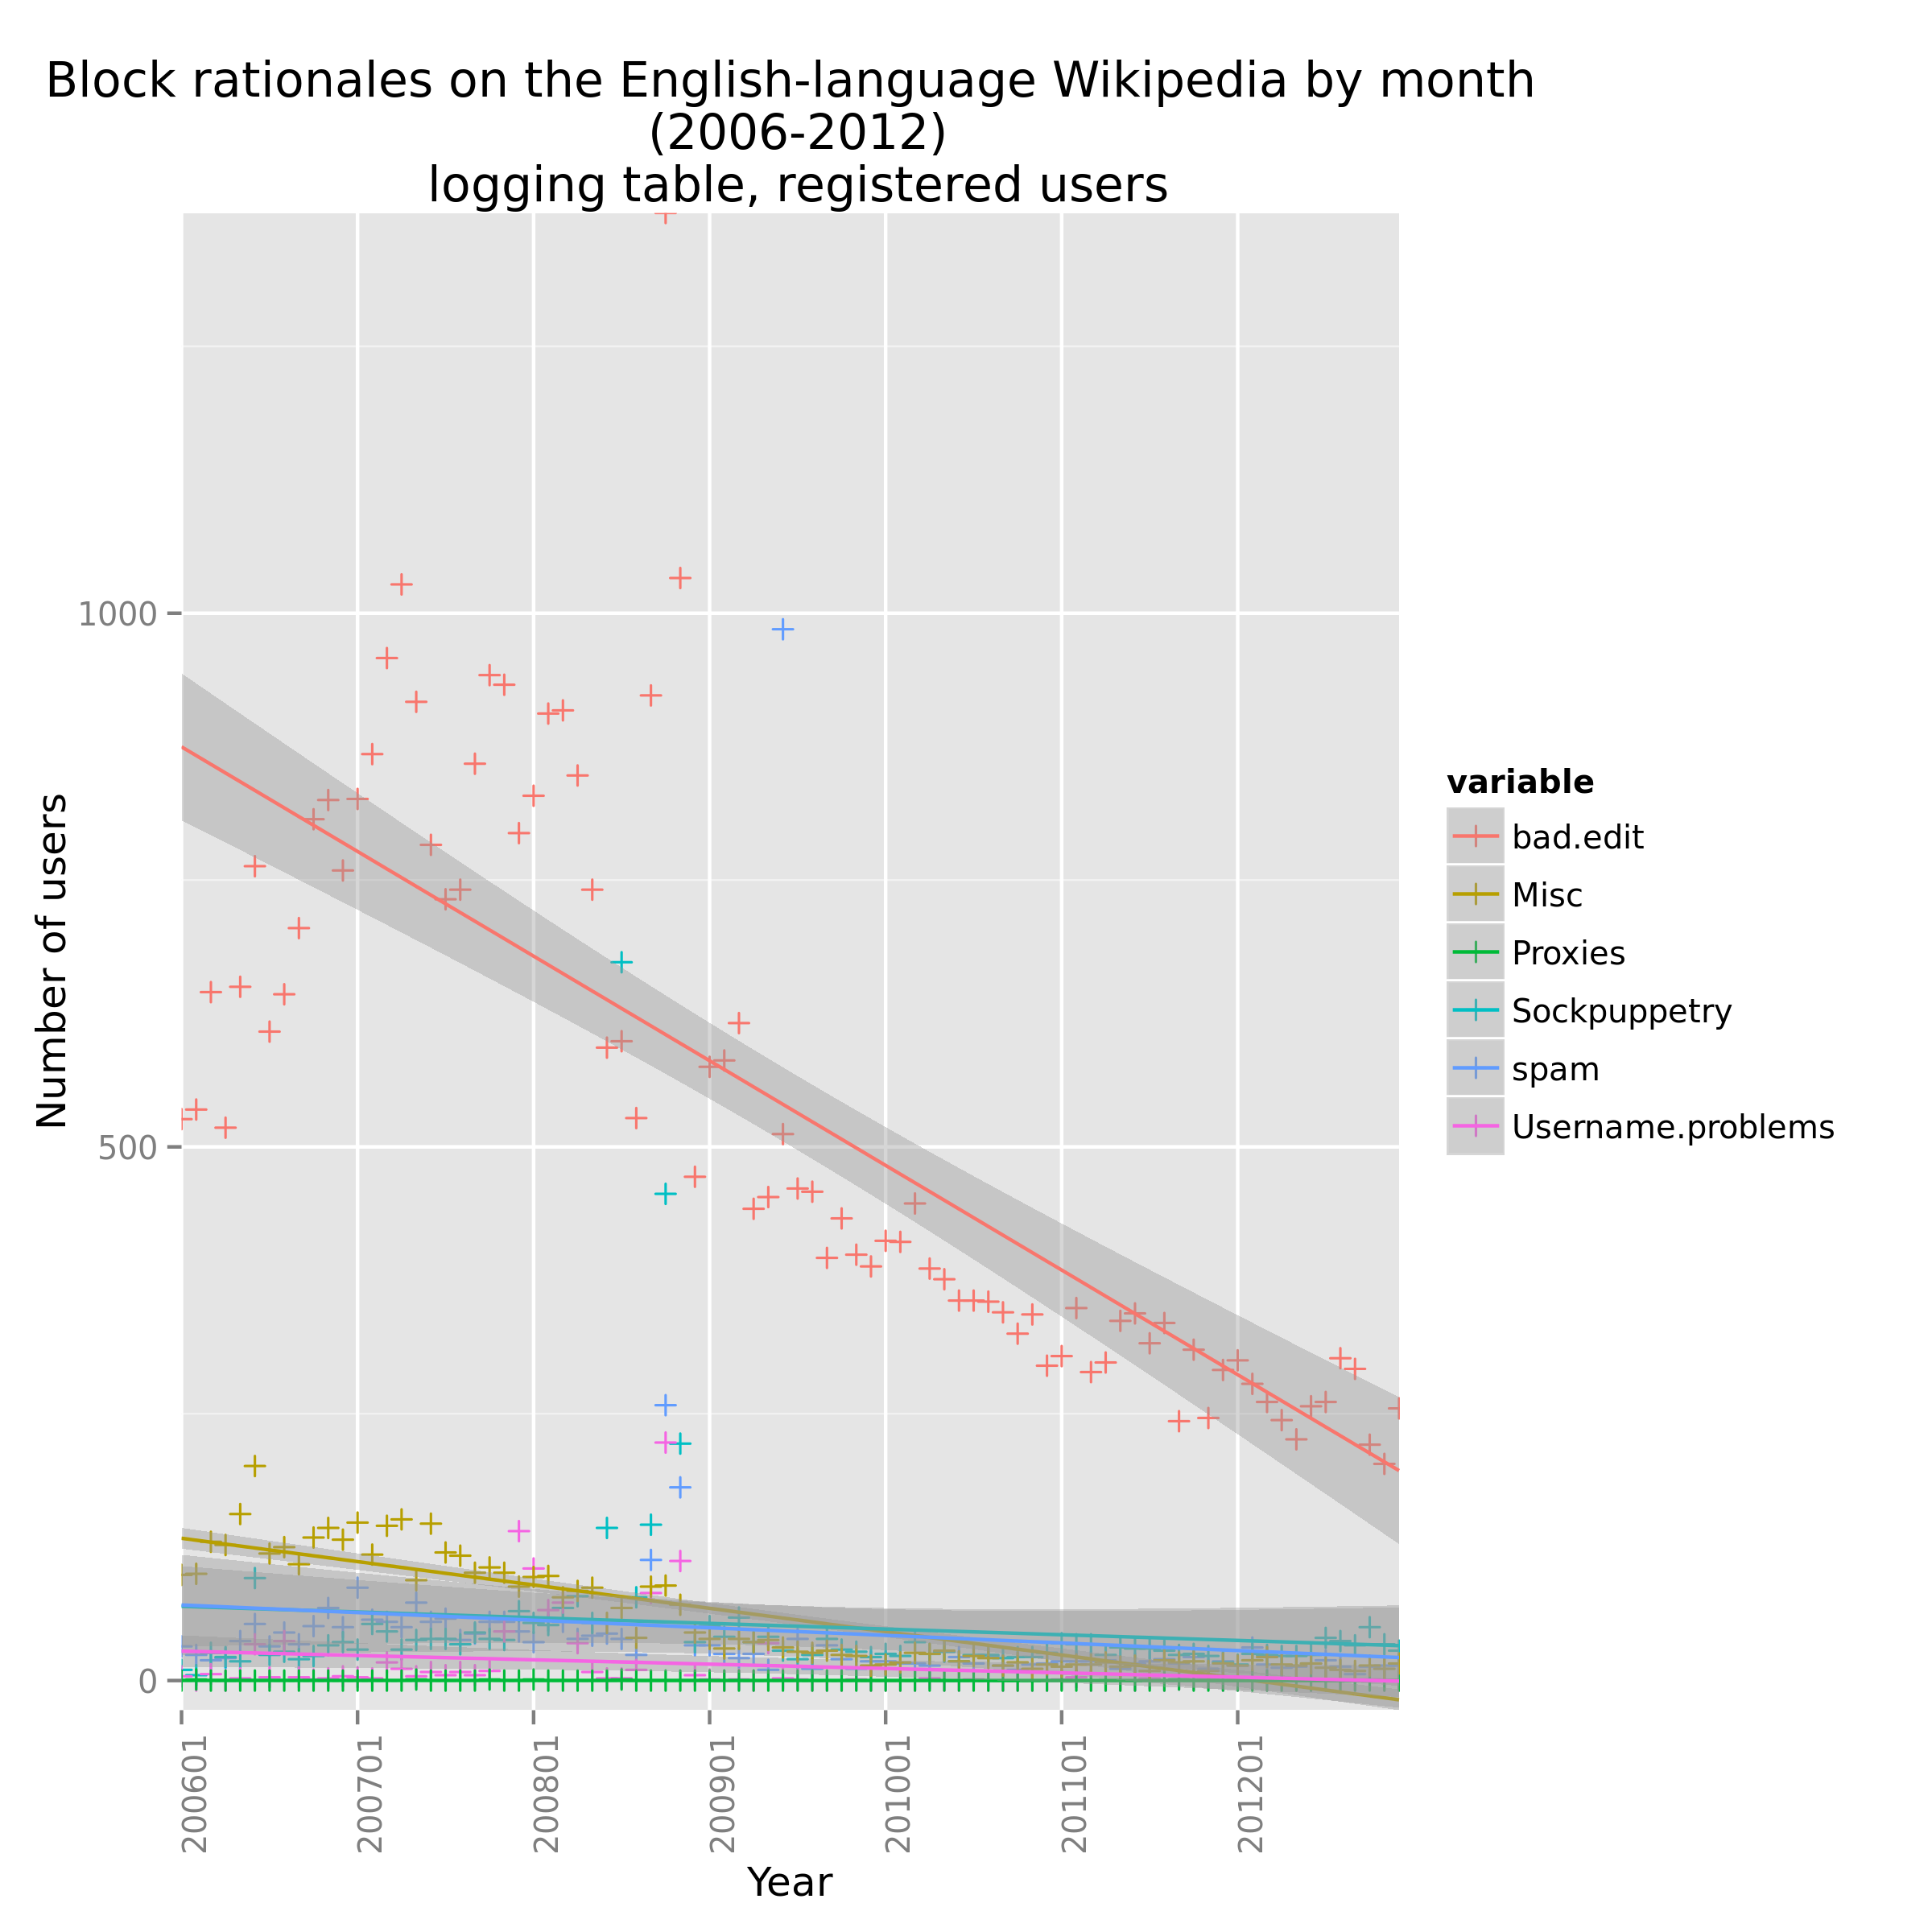 Block rationales on the English-language Wikipedia by month
(2006-2012)
logging table, registered users
Number of users
1000
500
0
200601
200701
200801
200901
201001
201101
201201
Year
variable
bad.edit
Misc
Proxies
Sockpuppetry
spam
Username.problems